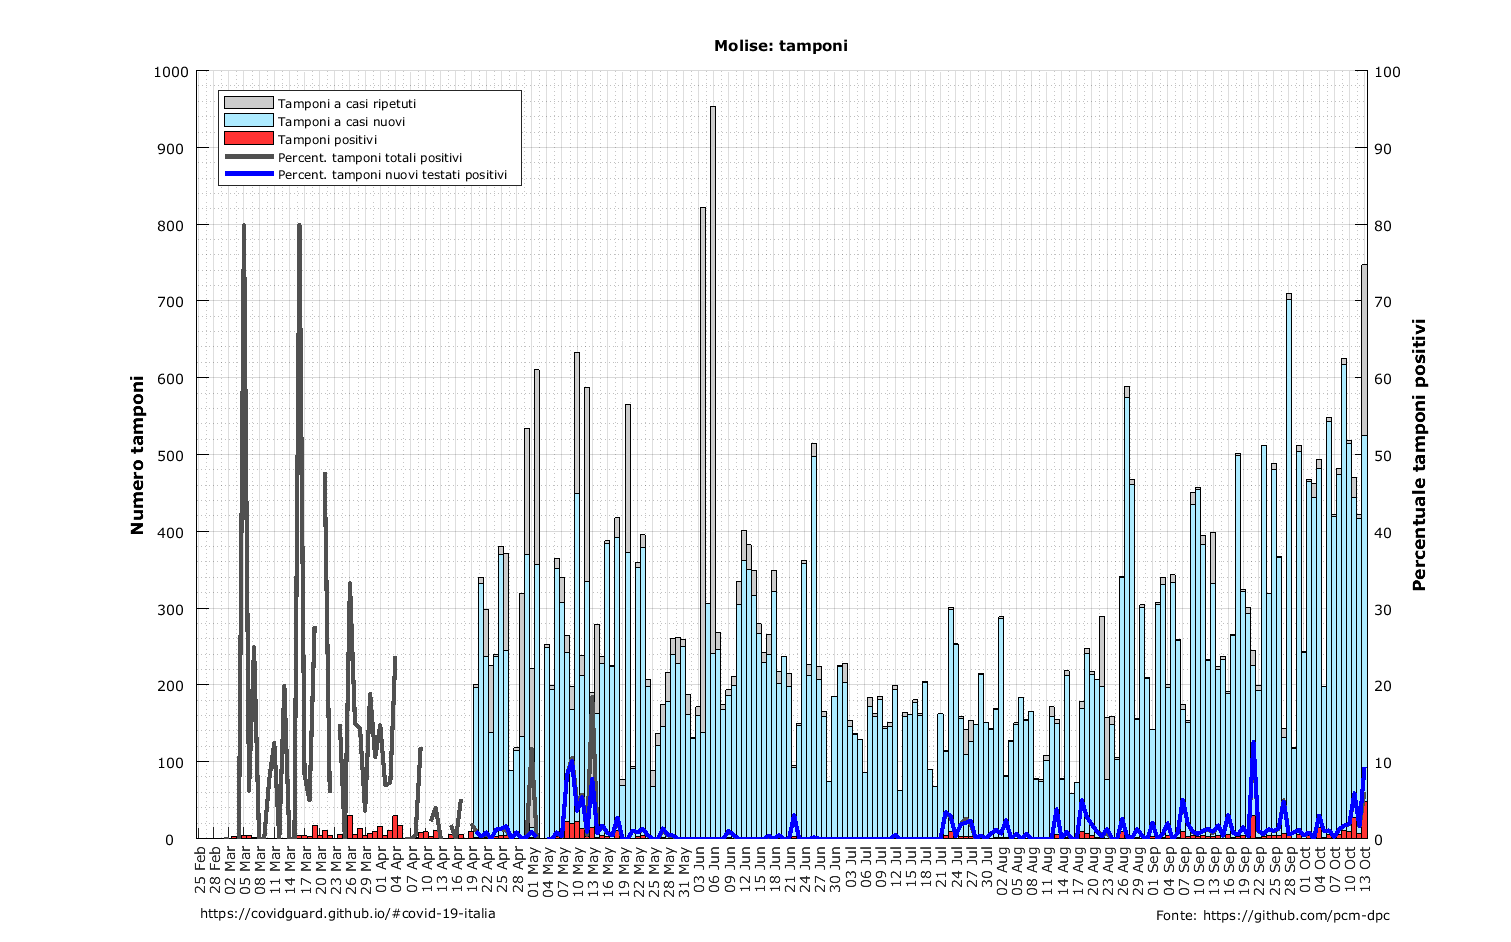 Molise: tamponi
1000
900
800
700
600
500
400
300
200
100
0
Numero tamponi
Tamponi a casi ripetuti
Tamponi a casi nuovi
Tamponi positivi
Percent. tamponi totali positivi
Percent. tamponi nuovi testati positivi
100
90
80
70
60
50
40
30
20
10
0
Percentuale tamponi positivi
25 Feb
28 Feb
02 Mar
05 Mar
08 Mar
11 Mar
14 Mar
17 Mar
20 Mar
23 Mar
26 Mar
29 Mar
01 Apr
04 Apr
07 Apr
10 Apr
13 Apr
16 Apr
19 Apr
22 Apr
25 Apr
28 Apr
01 May
04 May
07 May
10 May
13 May
16 May
19 May
22 May
25 May
28 May
31 May
03 Jun
06 Jun
09 Jun
12 Jun
15 Jun
18 Jun
21 Jun
24 Jun
27 Jun
30 Jun
03 Jul
06 Jul
09 Jul
12 Jul
15 Jul
18 Jul
21 Jul
24 Jul
27 Jul
30 Jul
02 Aug
05 Aug
08 Aug
11 Aug
14 Aug
17 Aug
20 Aug
23 Aug
26 Aug
29 Aug
01 Sep
04 Sep
07 Sep
10 Sep
13 Sep
16 Sep
19 Sep
22 Sep
25 Sep
28 Sep
01 Oct
04 Oct
07 Oct
10 Oct
13 Oct
https://covidguard.github.io/#covid-19-italia
Fonte: https://github.com/pcm-dpc